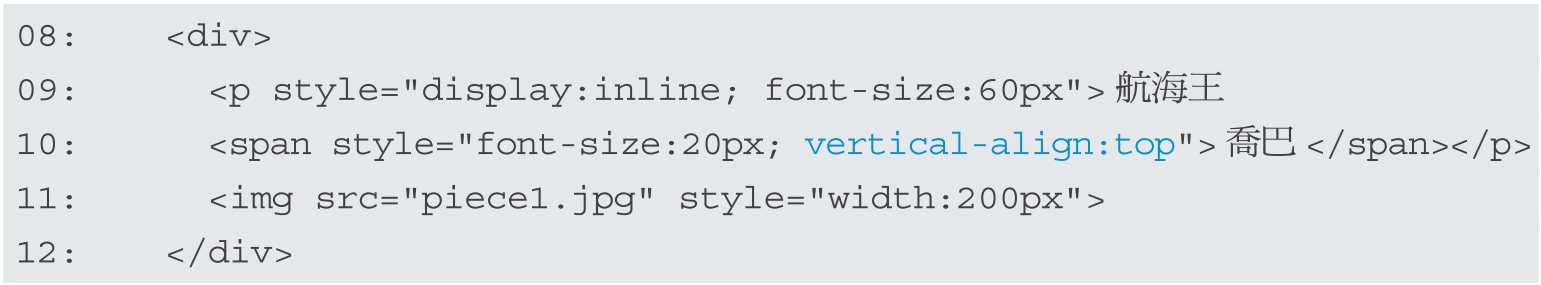 08:    <div>
09:      <p style="display:inline; font-size:60px">航海王
10:      <span style="font-size:20px; vertical-align:top">喬巴</span></p>
11:      <img src="piece1.jpg" style="width:200px">
12:    </div>